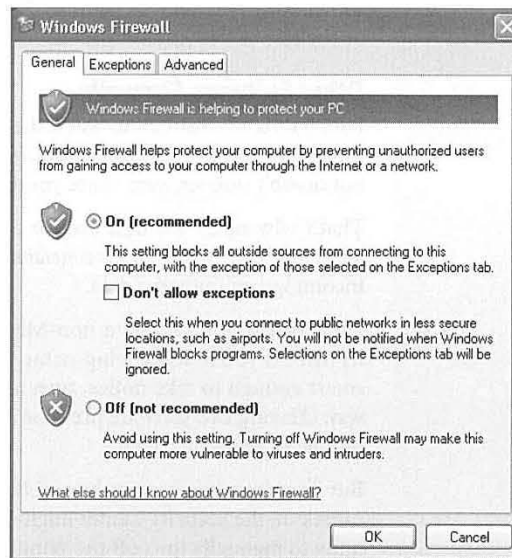 Windows Firewall
General Exceptions Advanced
Windows Firewall is helping to protect your PC
Windows Firewall helps protect your computer by preventing unauthorized users
from gaining access to your computer through the Internet or a network.
On (recommended)
This setting blocks all outside sources from connecting to this
computer, with the exception of those selected on the Exceptions tab.
Don't allow exceptions
Select this when you connect to public networks in less secure
locations, such as airports. You will not be notified when Windows
Firewall blocks programs. Selections on the Exceptions tab will be
ignored.
Off (not recommended)
Avoid using this setting. Turning off Windows Firewall may make this
computer more vulnerable to viruses and intruders.
What else should I know about Windows Firewall?
OK Cancel